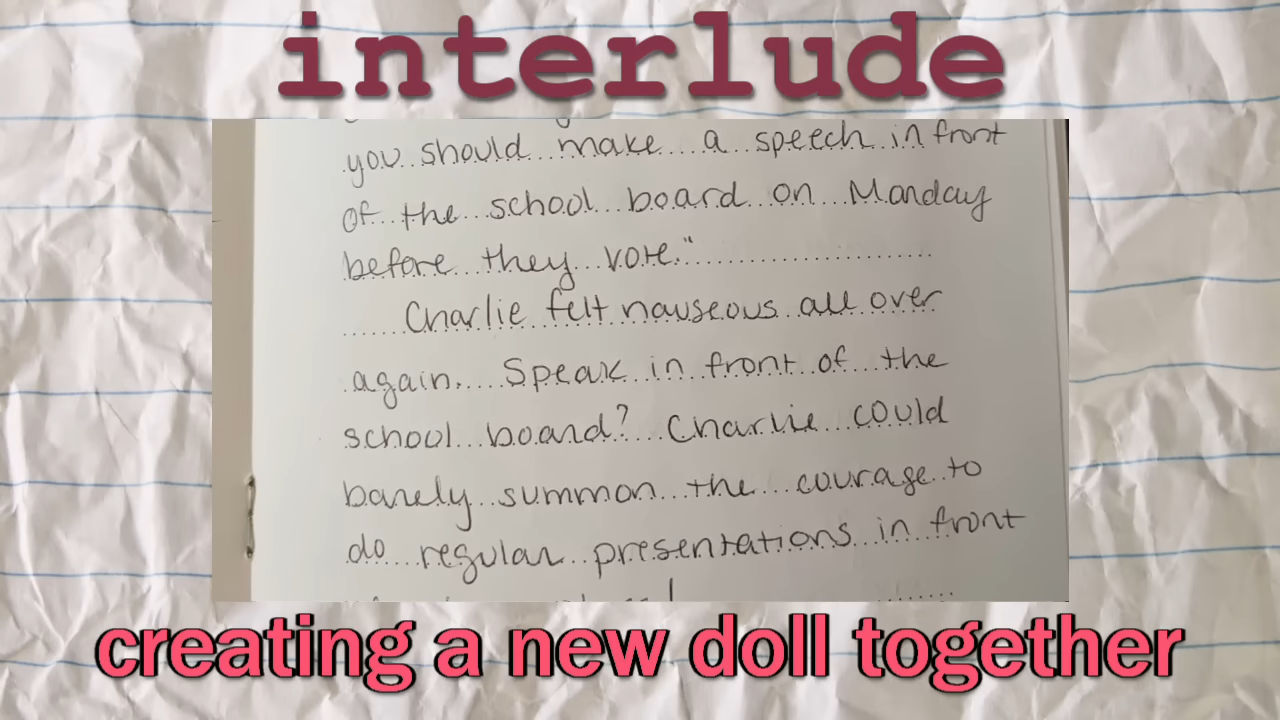 interlude
you should make a speech in front
of the school board on Monday
before they vote."
Charlie felt nauseous all over
again. Speak in front of the
school board? Charlie could
barely summon the courage to
do regular presentations in front
creating a new doll together